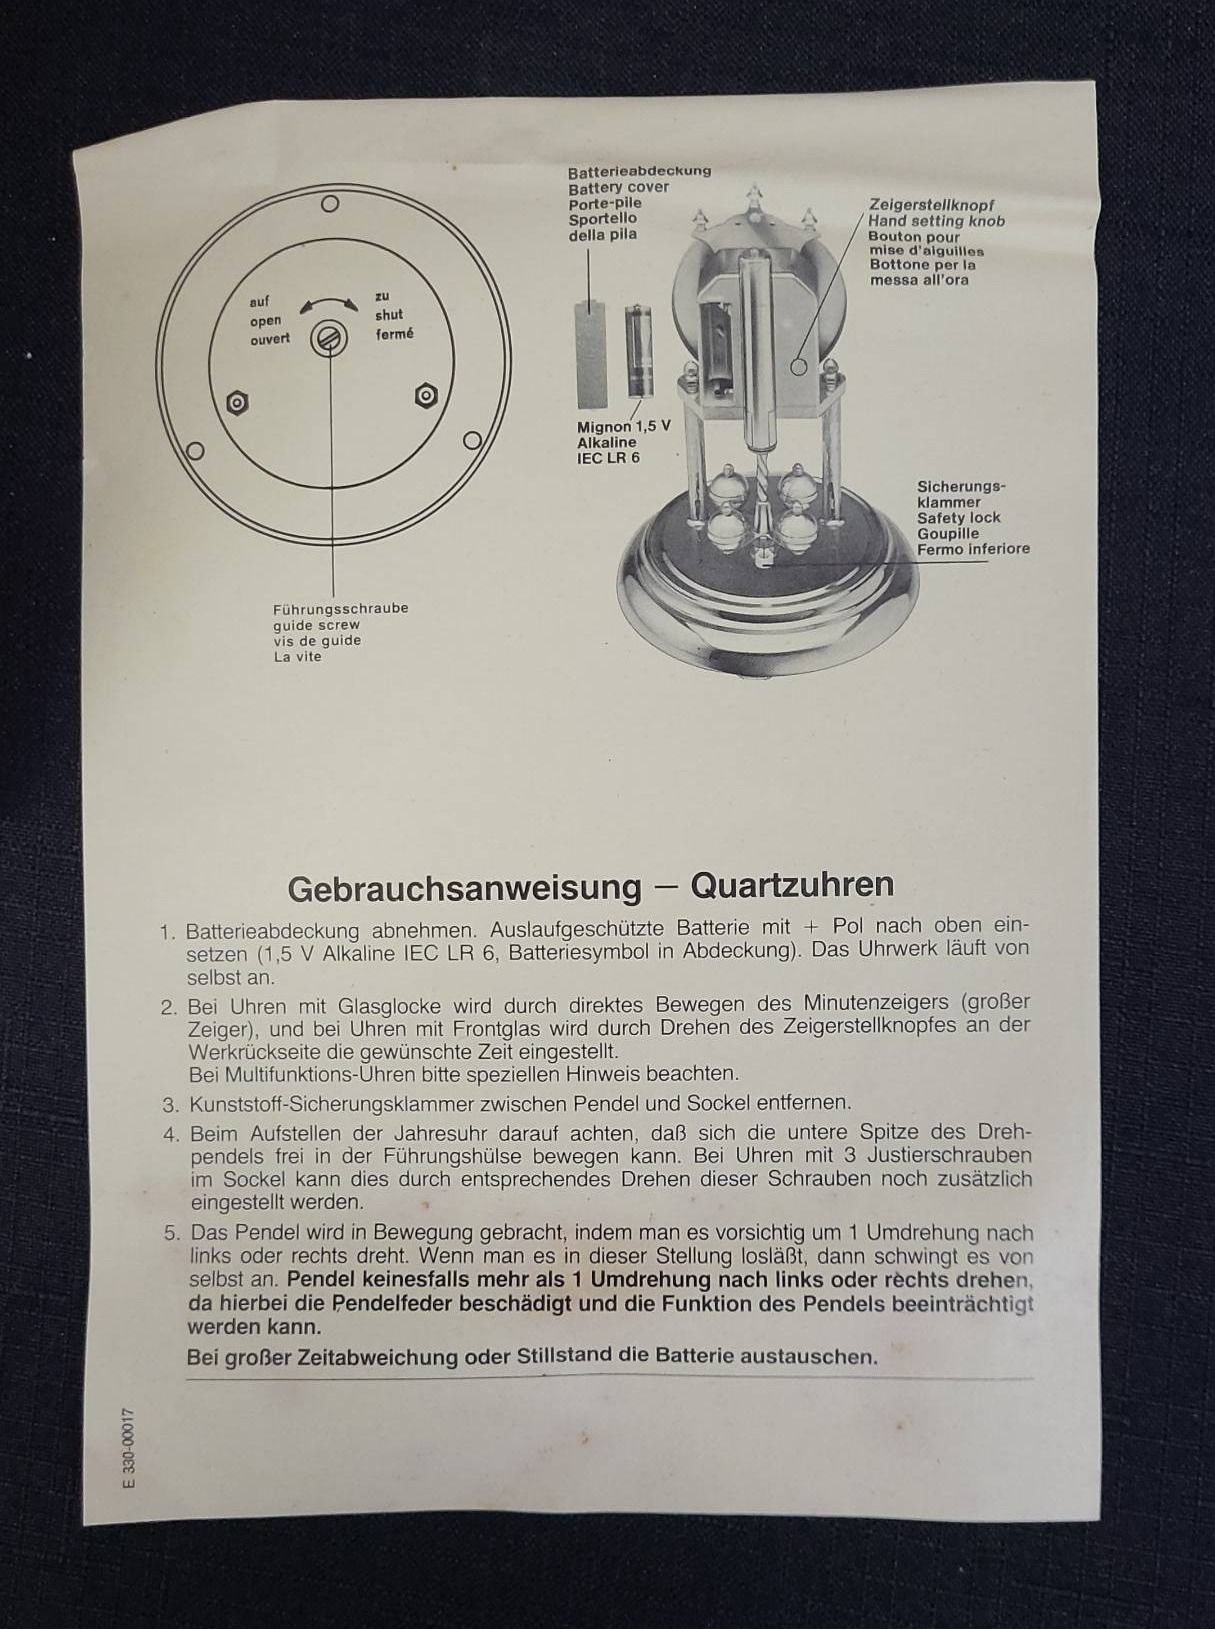 auf
open
ouvert
zu
shut
fermé
Führungsschraube
guide screw
vis de guide
La vite
Batterieabdeckung
Battery cover
Porte-pile
Sportello
della pila
Mignon 1,5 V
Alkaline
IEC LR 6
Zeigerstellknopf
Hand setting knob
Bouton pour
mise d'aiguilles
Bottone per la
messa all'ora
Sicherungs-
klammer
Safety lock
Goupille
Fermo inferiore
Gebrauchsanweisung – Quartzuhren
1. Batterieabdeckung abnehmen. Auslaufgeschützte Batterie mit + Pol nach oben ein-
setzen (1,5 V Alkaline IEC LR 6, Batteriesymbol in Abdeckung). Das Uhrwerk läuft von
selbst an.
2. Bei Uhren mit Glasglocke wird durch direktes Bewegen des Minutenzeigers (großer
Zeiger), und bei Uhren mit Frontglas wird durch Drehen des Zeigerstellknopfes an der
Werkrückseite die gewünschte Zeit eingestellt.
Bei Multifunktions-Uhren bitte speziellen Hinweis beachten.
3. Kunststoff-Sicherungsklammer zwischen Pendel und Sockel entfernen.
4. Beim Aufstellen der Jahresuhr darauf achten, daß sich die untere Spitze des Dreh-
pendels frei in der Führungshülse bewegen kann. Bei Uhren mit 3 Justierschrauben
im Sockel kann dies durch entsprechendes Drehen dieser Schrauben noch zusätzlich
eingestellt werden.
5. Das Pendel wird in Bewegung gebracht, indem man es vorsichtig um 1 Umdrehung nach
links oder rechts dreht. Wenn man es in dieser Stellung losläßt, dann schwingt es von
selbst an. Pendel keinesfalls mehr als 1 Umdrehung nach links oder rechts drehen,
da hierbei die Pendelfeder beschädigt und die Funktion des Pendels beeinträchtigt
werden kann.
Bei großer Zeitabweichung oder Stillstand die Batterie austauschen.
E 330-00017